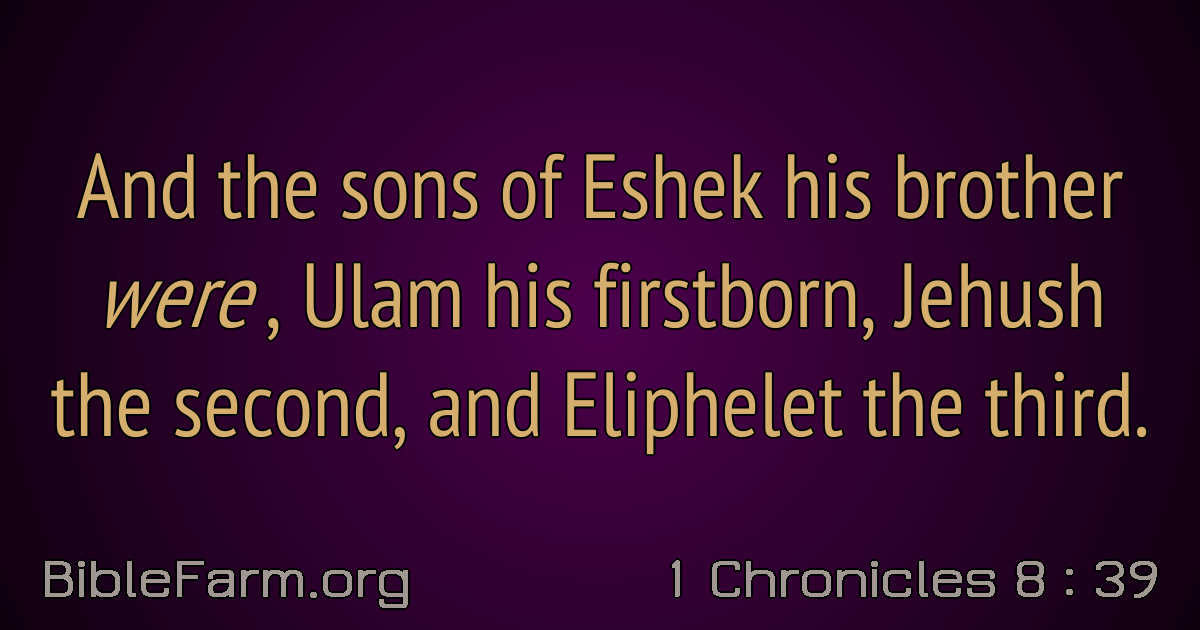 And the sons of Eshek his brother
were , Ulam his firstborn, Jehush
the second, and Eliphelet the third.
BibleFarm.org
1 Chronicles 8 : 39